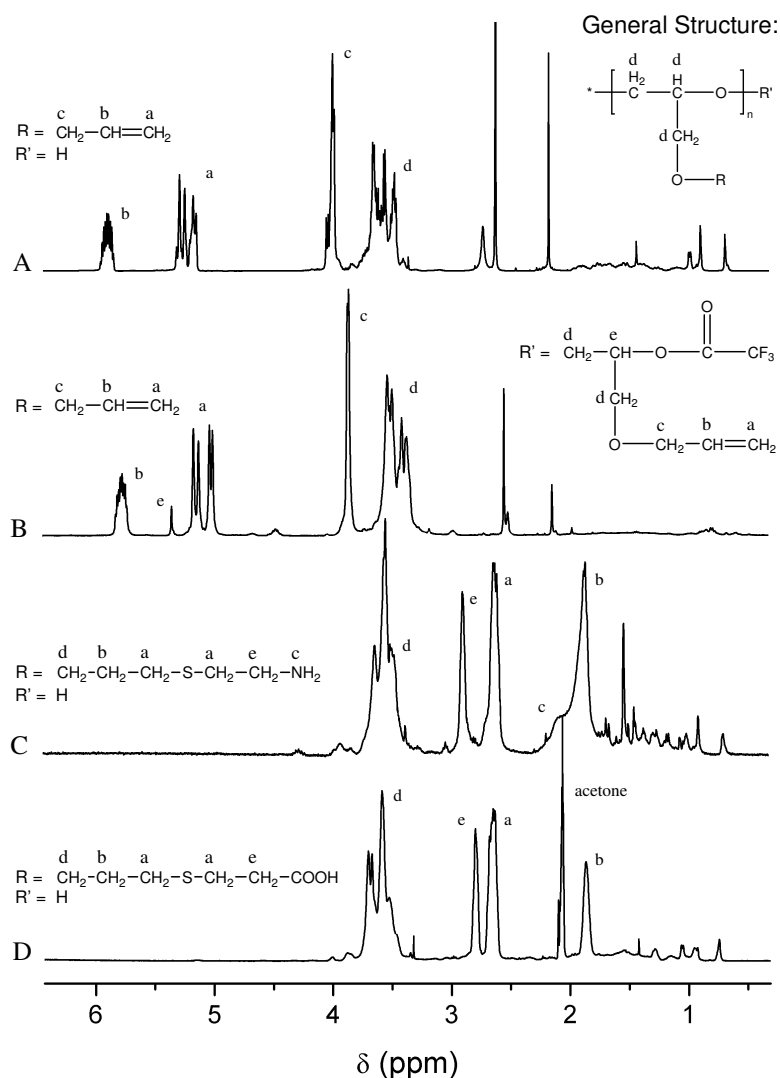 General Structure:
d d
H2 H
* C C O R'
n
d CH2
O R
c
c b a
R = CH2 CH CH2
R' = H
a
b
d
A
O
d e
R' = CH2 CH O C CF3
d CH2
c b a
O CH2 CH CH2
c
c b a
R = CH2 CH CH2
a
d
b
e
B
d b a a e c
R = CH2-CH2-CH2-S-CH2-CH2-NH2
R' = H
d
e
a
b
c
C
d b a a e
R = CH2-CH2-CH2-S-CH2-CH2-COOH
R' = H
d
e
a
acetone
b
D
6 5 4 3 2 1
δ (ppm)